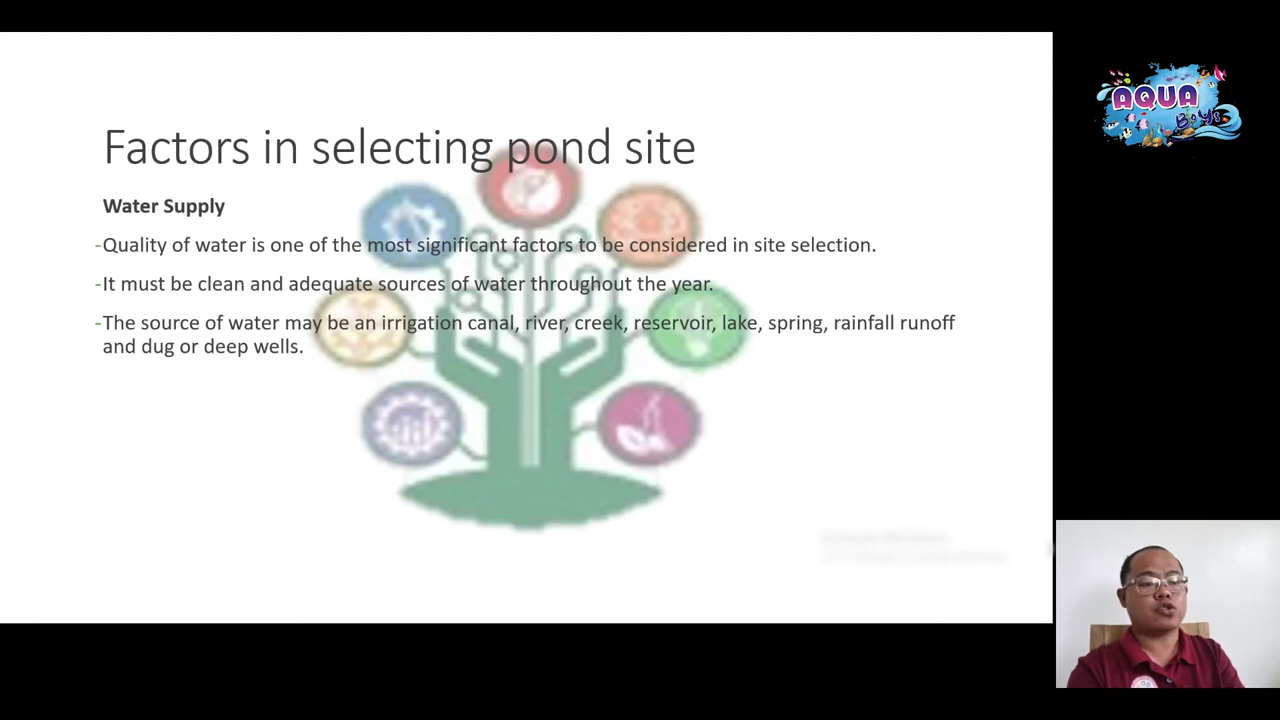 AQUA
Boys
Factors in selecting pond site
Water Supply
-Quality of water is one of the most significant factors to be considered in site selection.
-It must be clean and adequate sources of water throughout the year.
-The source of water may be an irrigation canal, river, creek, reservoir, lake, spring, rainfall runoff
and dug or deep wells.